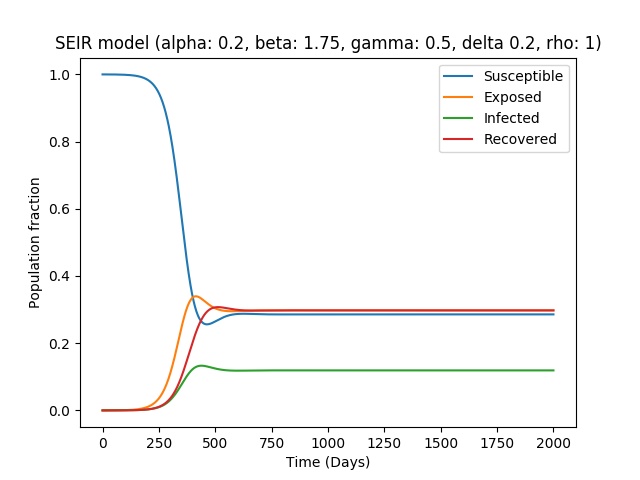 SEIR model (alpha: 0.2, beta: 1.75, gamma: 0.5, delta 0.2, rho: 1)
Susceptible
Exposed
Infected
Recovered
Population fraction
1.0
0.8
0.6
0.4
0.2
0.0
0 250 500 750 1000 1250 1500 1750 2000
Time (Days)